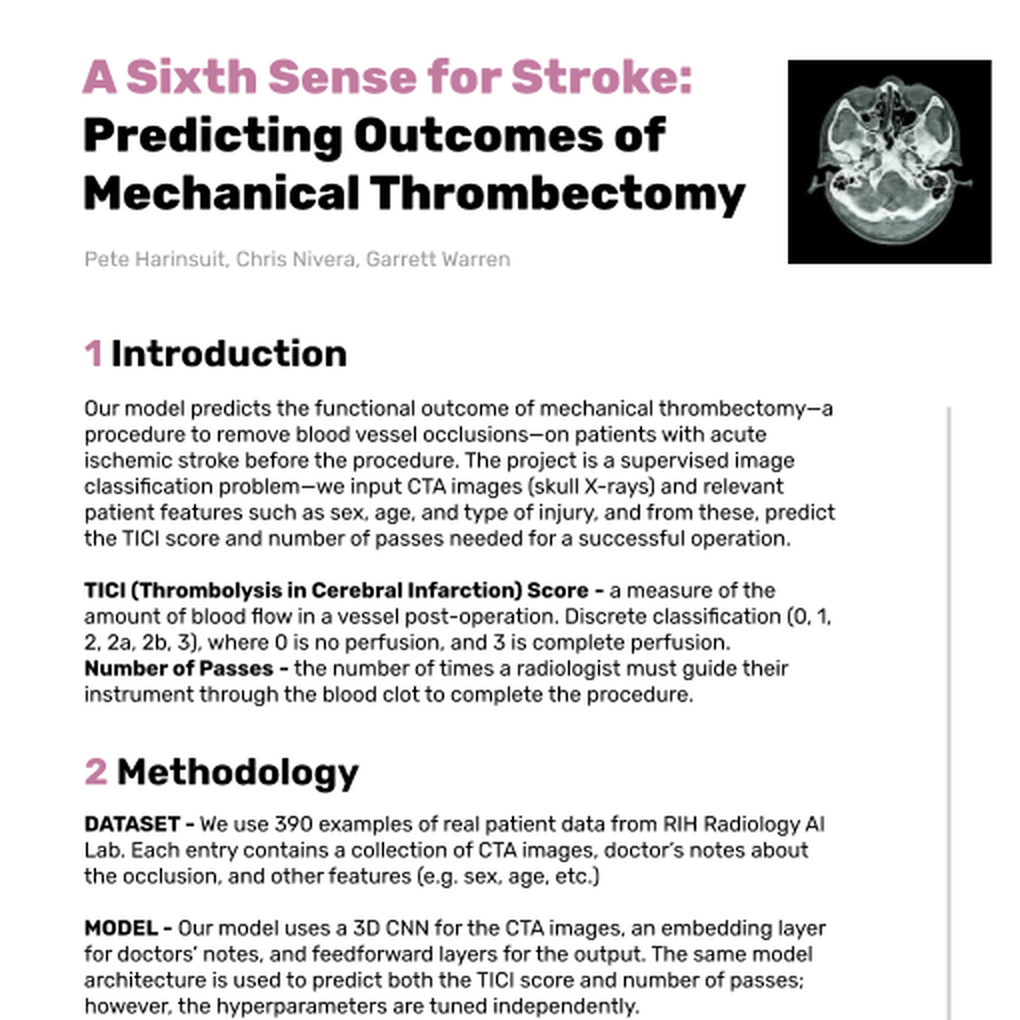 A Sixth Sense for Stroke:
Predicting Outcomes of
Mechanical Thrombectomy
Pete Harinsuit, Chris Nivera, Garrett Warren
1 Introduction
Our model predicts the functional outcome of mechanical thrombectomy—a
procedure to remove blood vessel occlusions—on patients with acute
ischemic stroke before the procedure. The project is a supervised image
classification problem—we input CTA images (skull X-rays) and relevant
patient features such as sex, age, and type of injury, and from these, predict
the TICI score and number of passes needed for a successful operation.
TICI (Thrombolysis in Cerebral Infarction) Score - a measure of the
amount of blood flow in a vessel post-operation. Discrete classification (0, 1,
2, 2a, 2b, 3), where 0 is no perfusion, and 3 is complete perfusion.
Number of Passes - the number of times a radiologist must guide their
instrument through the blood clot to complete the procedure.
2 Methodology
DATASET - We use 390 examples of real patient data from RIH Radiology AI
Lab. Each entry contains a collection of CTA images, doctor's notes about
the occlusion, and other features (e.g. sex, age, etc.)
MODEL - Our model uses a 3D CNN for the CTA images, an embedding layer
for doctors' notes, and feedforward layers for the output. The same model
architecture is used to predict both the TICI score and number of passes;
however, the hyperparameters are tuned independently.